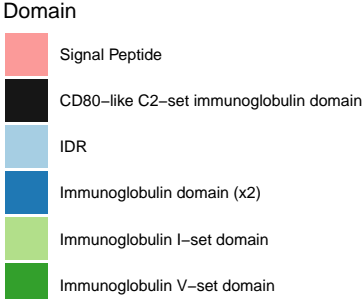 Domain
Signal Peptide
CD80−like C2−set immunoglobulin domain
IDR
Immunoglobulin domain (x2)
Immunoglobulin I−set domain
Immunoglobulin V−set domain